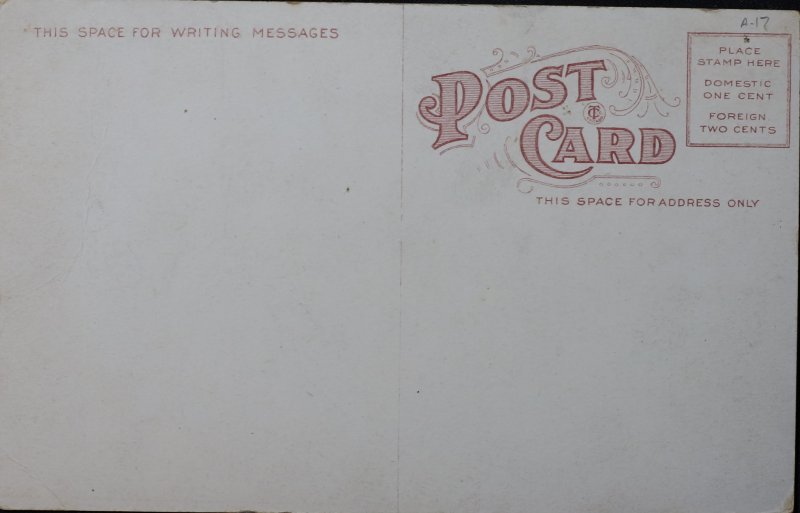 THIS SPACE FOR WRITING MESSAGES
A-17
POST
CARD
PLACE
STAMP HERE
DOMESTIC
ONE CENT
FOREIGN
TWO CENTS
THIS SPACE FOR ADDRESS ONLY